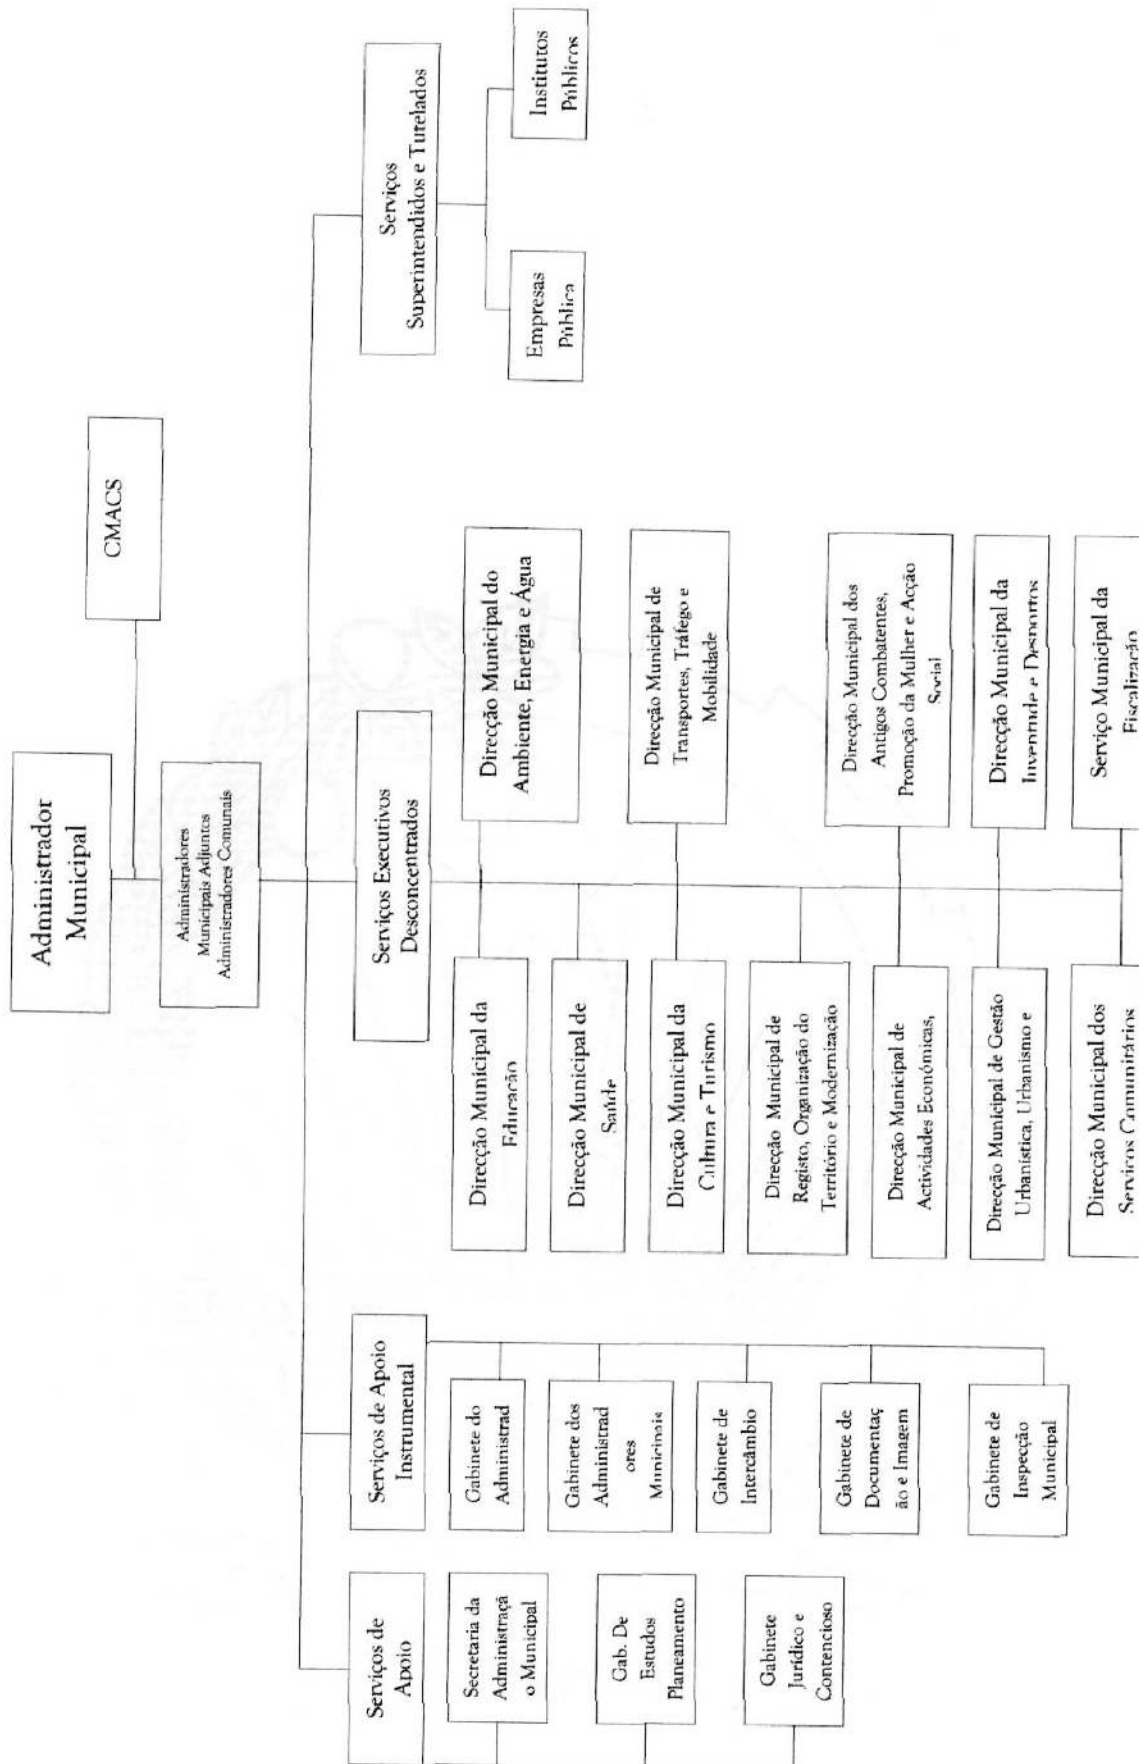 Administrador
Municipal
CMACS
Administradores
Municipais Adjuntos
Administradores Comunais
Serviços de
Apoio
Serviços de Apoio
Instrumental
Serviços Executivos
Desconcentrados
Serviços
Superintendidos e Tutelados
Secretaria da
Administraçã
o Municipal
Gab. De
Estudos
Planeamento
Gabinete
Jurídico e
Contencioso
Gabinete do
Administrad
Gabinete dos
Administrad
ores
Municipais
Gabinete de
Intercâmbio
Gabinete de
Documentaç
ão e Imagem
Gabinete de
Inspecção
Municipal
Direcção Municipal da
Educação
Direcção Municipal de
Saúde
Direcção Municipal da
Cultura e Turismo
Direcção Municipal de
Registo, Organização do
Território e Modernização
Direcção Municipal de
Actividades Económicas,
Direcção Municipal de Gestão
Urbanística, Urbanismo e
Direcção Municipal dos
Serviços Comunitários
Direcção Municipal do
Ambiente, Energia e Água
Direcção Municipal de
Transportes, Tráfego e
Mobilidade
Direcção Municipal dos
Antigos Combatentes,
Promoção da Mulher e Acção
Social
Direcção Municipal da
Juventude e Desportos
Serviço Municipal da
Fiscalização
Empresas
Pública
Institutos
Públicos